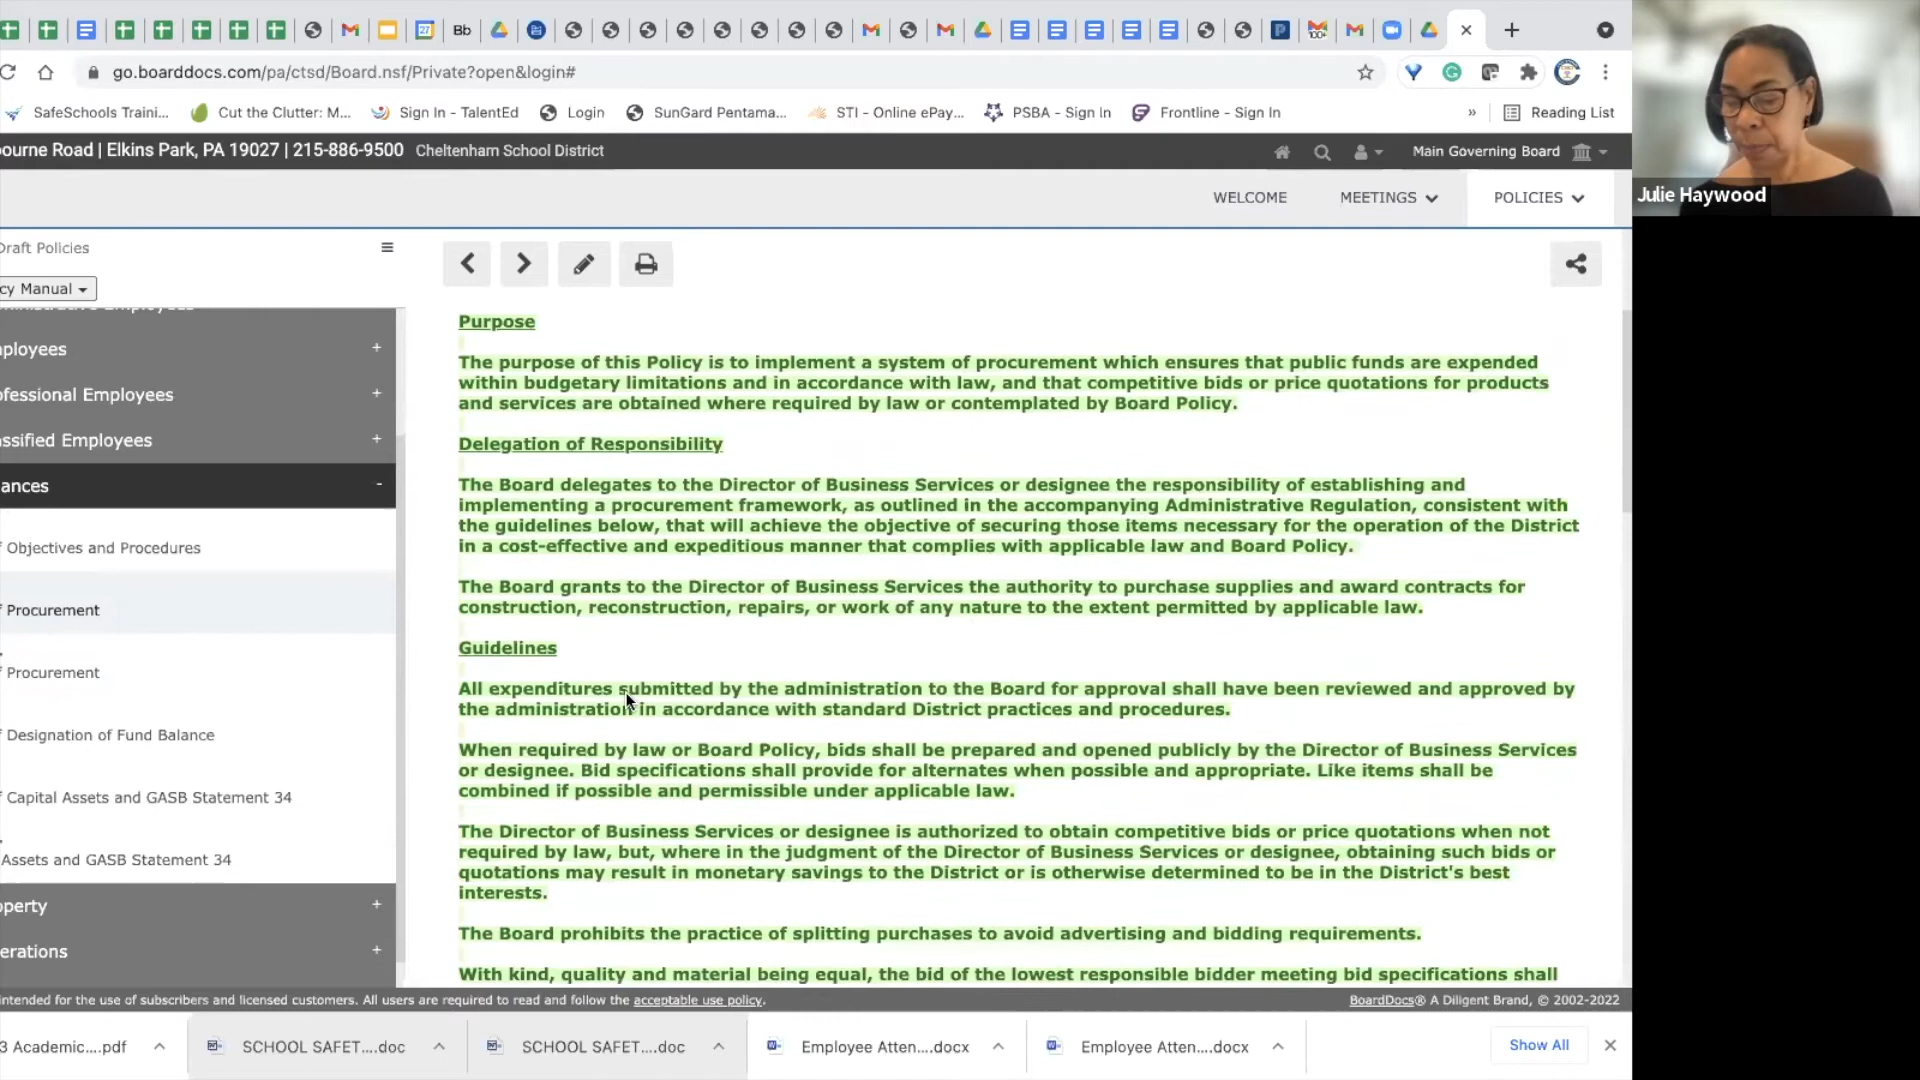 Bb
100+
27
go.boarddocs.com/pa/ctsd/Board.nsf/Private?open&login#
SafeSchools Traini... Cut the Clutter: M... Sign In - TalentEd Login SunGard Pentama... STI - Online ePay... PSBA - Sign In Frontline - Sign In » Reading List
ourne Road | Elkins Park, PA 19027 | 215-886-9500 Cheltenham School District Main Governing Board
Julie Haywood
WELCOME MEETINGS POLICIES
Draft Policies
cy Manual
Purpose
The purpose of this Policy is to implement a system of procurement which ensures that public funds are expended
within budgetary limitations and in accordance with law, and that competitive bids or price quotations for products
and services are obtained where required by law or contemplated by Board Policy.
Delegation of Responsibility
The Board delegates to the Director of Business Services or designee the responsibility of establishing and
implementing a procurement framework, as outlined in the accompanying Administrative Regulation, consistent with
the guidelines below, that will achieve the objective of securing those items necessary for the operation of the District
in a cost-effective and expeditious manner that complies with applicable law and Board Policy.
The Board grants to the Director of Business Services the authority to purchase supplies and award contracts for
construction, reconstruction, repairs, or work of any nature to the extent permitted by applicable law.
Guidelines
All expenditures submitted by the administration to the Board for approval shall have been reviewed and approved by
the administration in accordance with standard District practices and procedures.
When required by law or Board Policy, bids shall be prepared and opened publicly by the Director of Business Services
or designee. Bid specifications shall provide for alternates when possible and appropriate. Like items shall be
combined if possible and permissible under applicable law.
The Director of Business Services or designee is authorized to obtain competitive bids or price quotations when not
required by law, but, where in the judgment of the Director of Business Services or designee, obtaining such bids or
quotations may result in monetary savings to the District or is otherwise determined to be in the District's best
interests.
The Board prohibits the practice of splitting purchases to avoid advertising and bidding requirements.
With kind, quality and material being equal, the bid of the lowest responsible bidder meeting bid specifications shall
ployees +
ofessional Employees +
assified Employees +
ances -
Objectives and Procedures
Procurement
Procurement
Designation of Fund Balance
Capital Assets and GASB Statement 34
Assets and GASB Statement 34
operty +
erations +
intended for the use of subscribers and licensed customers. All users are required to read and follow the acceptable use policy. BoardDocs® A Diligent Brand, © 2002-2022
3 Academic....pdf SCHOOL SAFET....doc SCHOOL SAFET....doc Employee Atten....docx Employee Atten....docx Show All